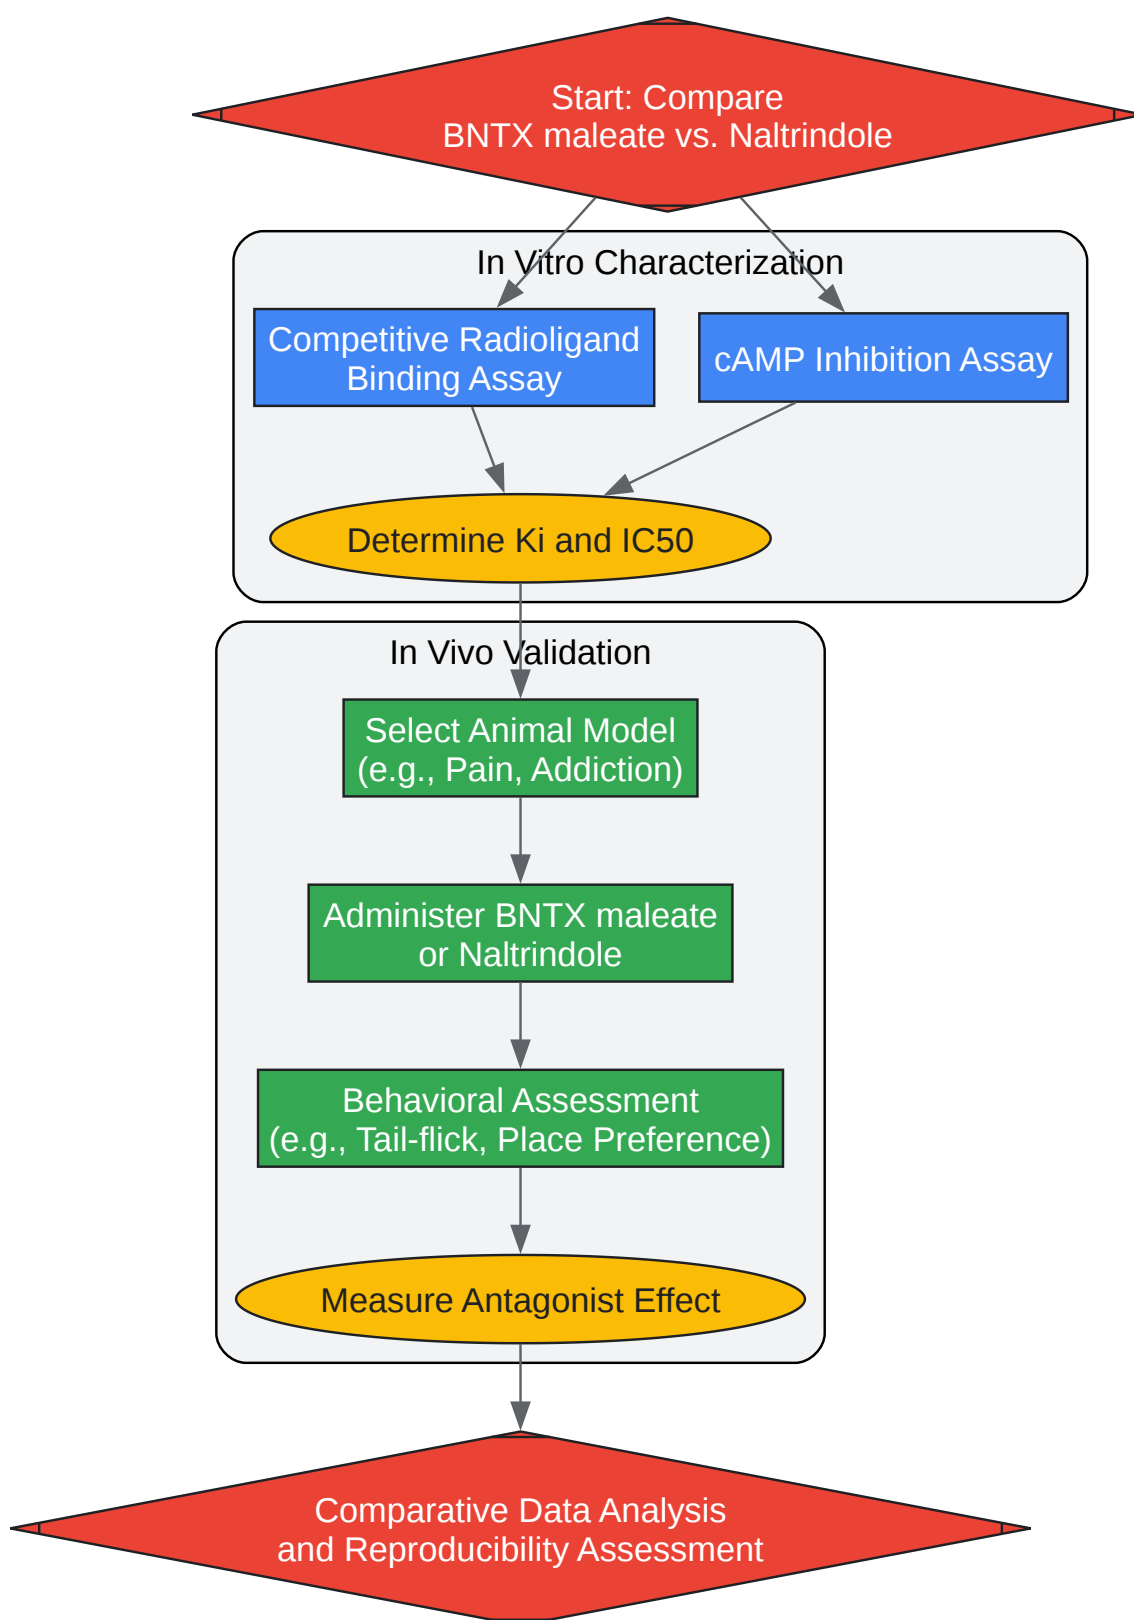 Start: Compare
BNTX maleate vs. Naltrindole
In Vitro Characterization
Competitive Radioligand
Binding Assay
cAMP Inhibition Assay
Determine Ki and IC50
In Vivo Validation
Select Animal Model
(e.g., Pain, Addiction)
Administer BNTX maleate
or Naltrindole
Behavioral Assessment
(e.g., Tail-flick, Place Preference)
Measure Antagonist Effect
Comparative Data Analysis
and Reproducibility Assessment